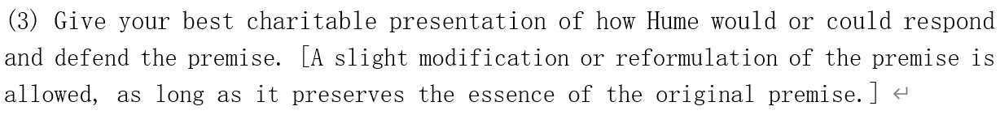 (3) Give your best charitable presentation of how Hume would or could respond
and defend the premise. [A slight modification or reformulation of the premise is
allowed, as long as it preserves the essence of the original premise.] ↵